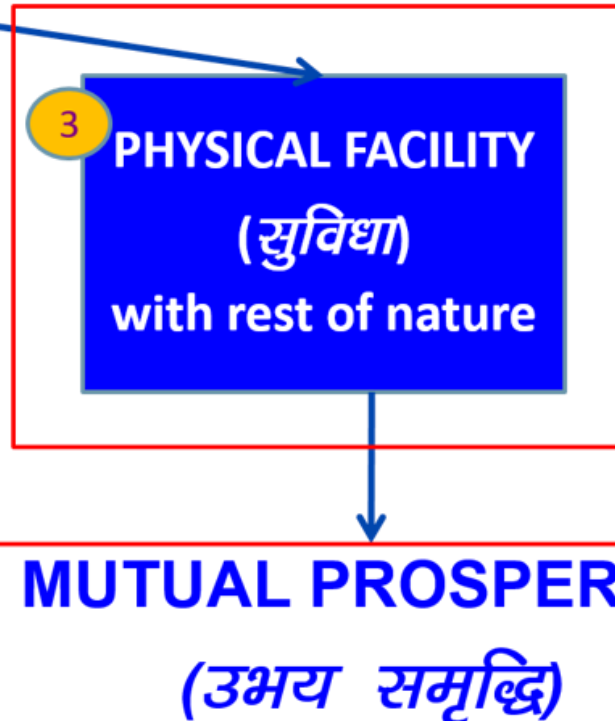 3
PHYSICAL FACILITY
(सुविधा)
with rest of nature
MUTUAL PROSPER
(उभय समृद्धि)